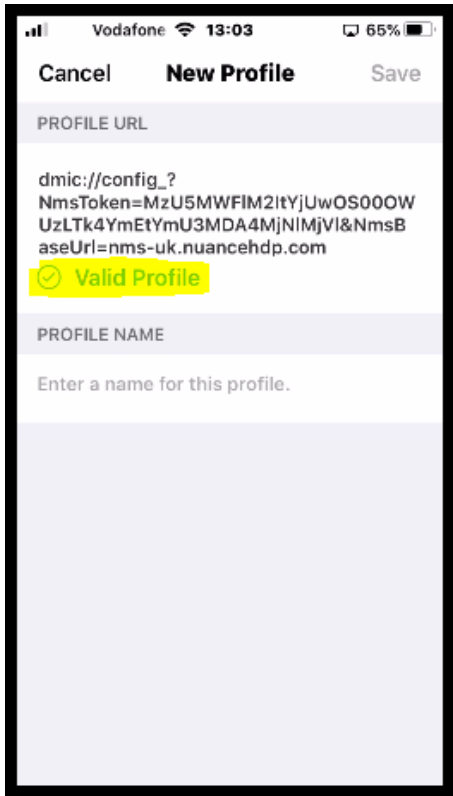 Vodafone 13:03 65%
Cancel New Profile Save
PROFILE URL
dmic://config_?
NmsToken=MzU5MWFlM2ItYjUwOS00OW
UzLTk4YmEtYmU3MDA4MjNlMjVl&NmsB
aseUrl=nms-uk.nuancehdp.com
Valid Profile
PROFILE NAME
Enter a name for this profile.